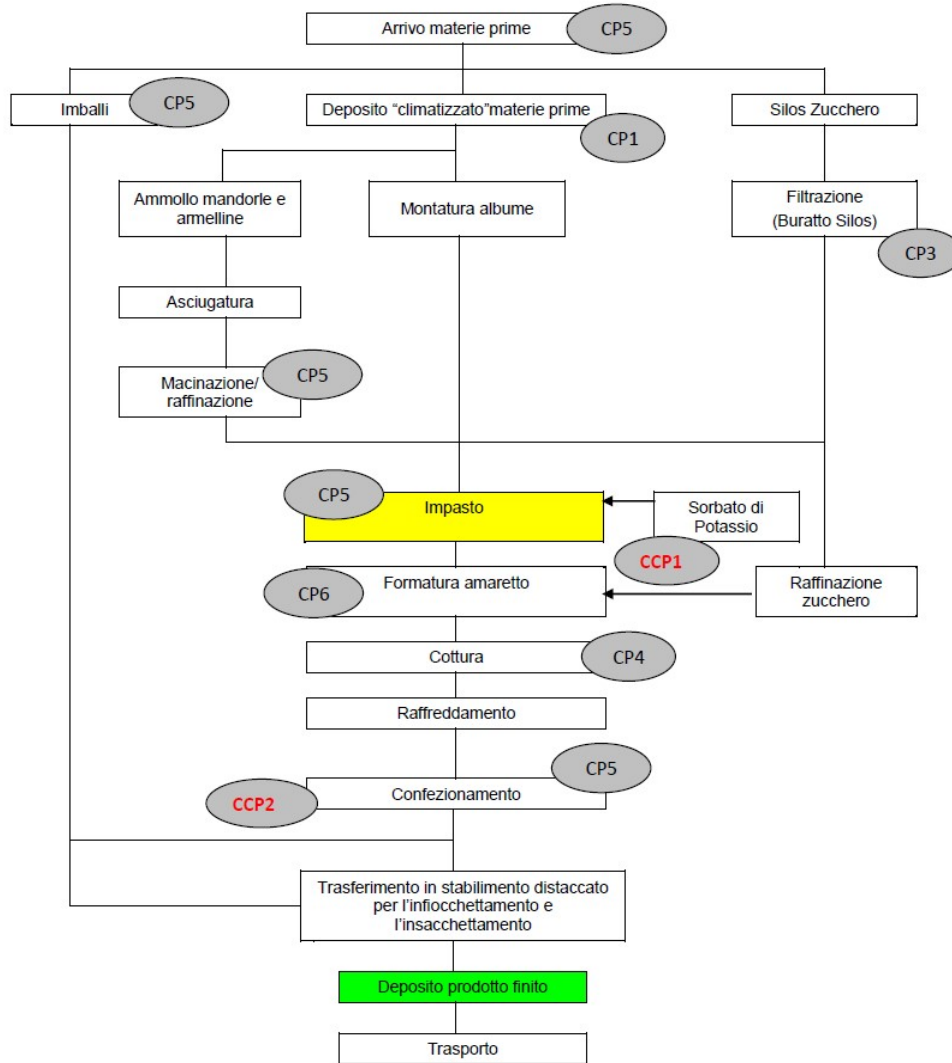 Arrivo materie prime
CP5
Imballi
CP5
Deposito “climatizzato”materie prime
CP1
Silos Zucchero
Ammollo mandorle e
armelline
Montatura albume
Filtrazione
(Buratto Silos)
CP3
Asciugatura
Macinazione/
raffinazione
CP5
CP5
Impasto
Sorbato di
Potassio
CCP1
CP6
Formatura amaretto
Raffinazione
zucchero
Cottura
CP4
Raffreddamento
CP5
CCP2
Confezionamento
Trasferimento in stabilimento distaccato
per l’infiocchettamento e
l’insacchettamento
Deposito prodotto finito
Trasporto